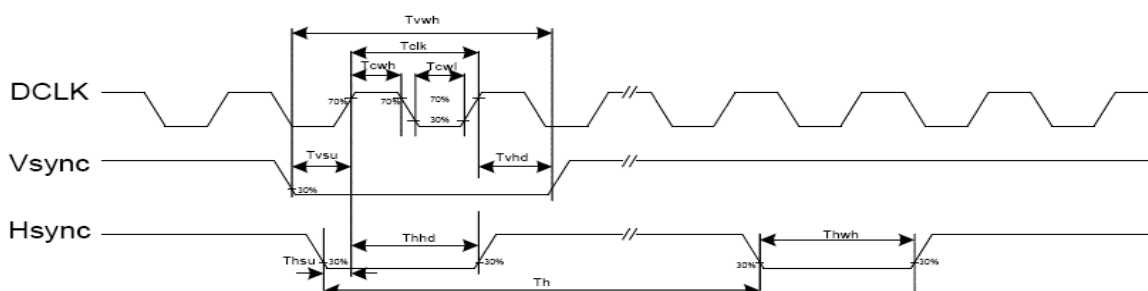 Tvwh
Tclk
Tcwh Tcwl
DCLK 70% 70% 70%
30%
Tvsu Tvhd
Vsync
30%
Hsync
Thhd Thwh
Thsu 30% 30% 30% 30%
Th